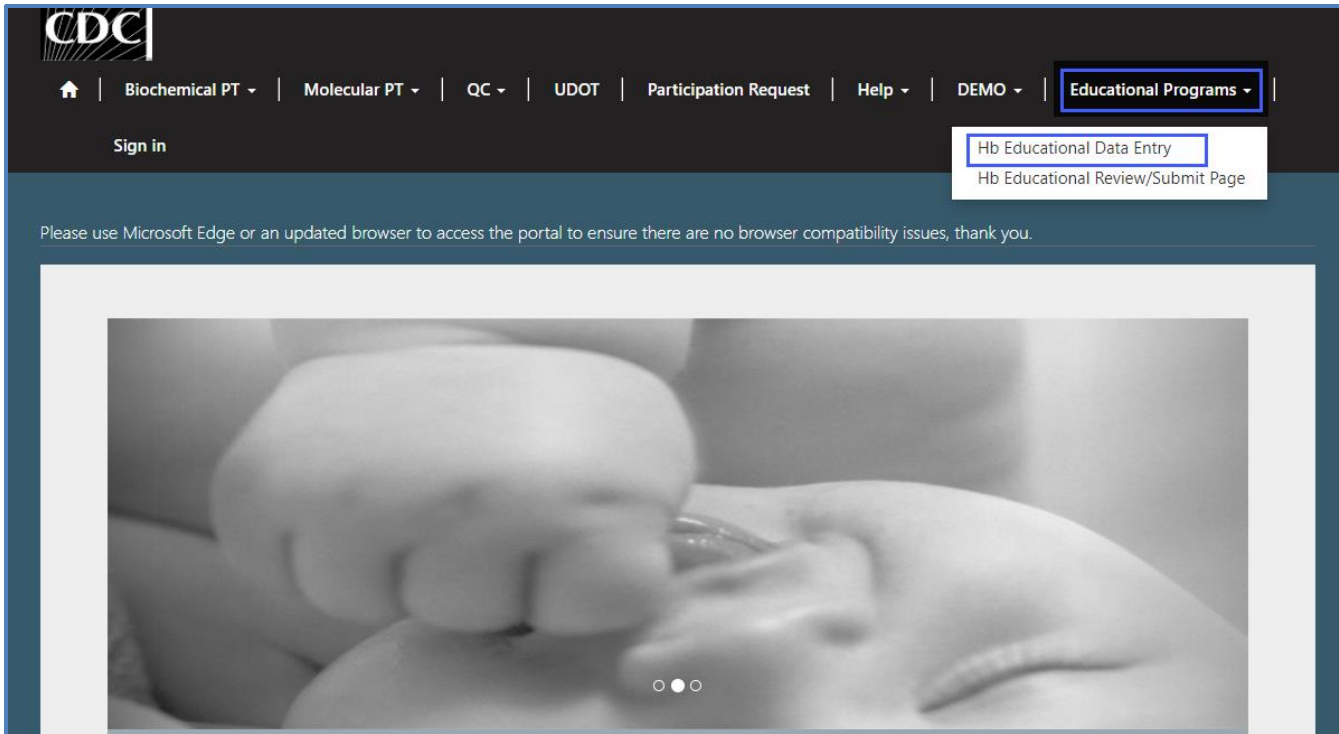 CDC
Biochemical PT
Molecular PT
QC
UDOT
Participation Request
Help
DEMO
Educational Programs
Sign in
Hb Educational Data Entry
Hb Educational Review/Submit Page
Please use Microsoft Edge or an updated browser to access the portal to ensure there are no browser compatibility issues, thank you.